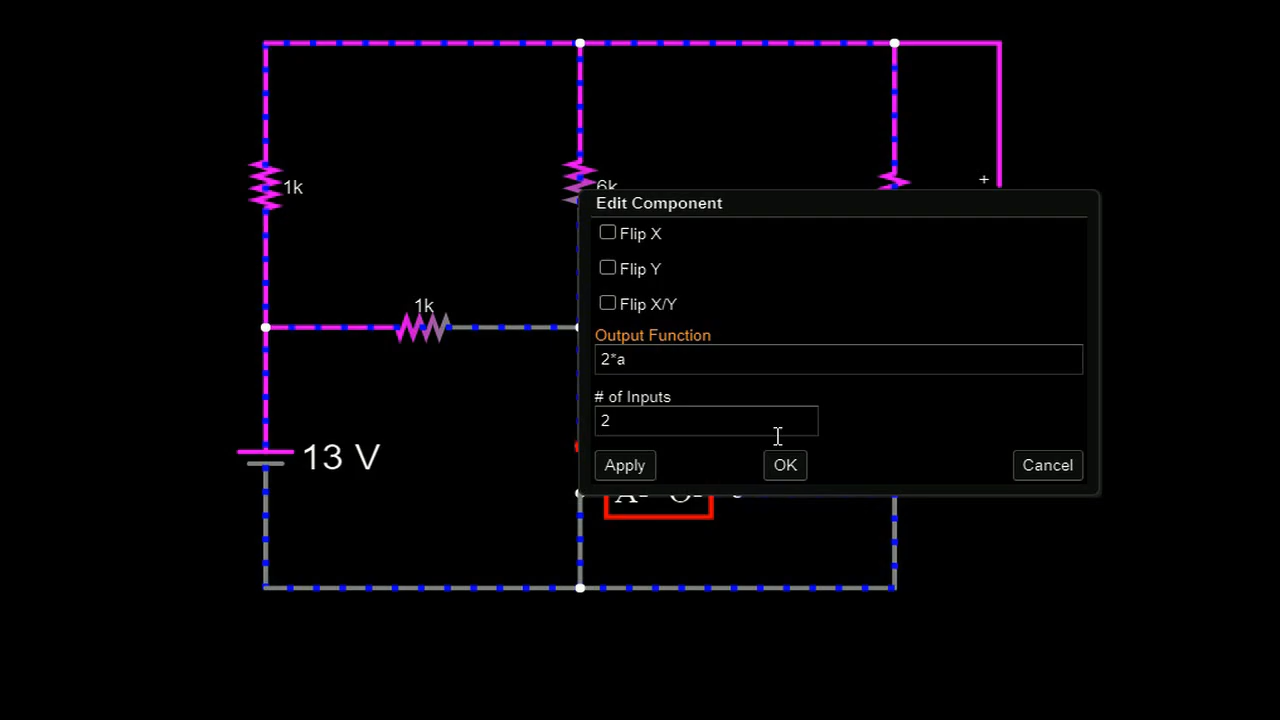 1k
6k
+
Edit Component
Flip X
Flip Y
Flip X/Y
1k
Output Function
2*a
# of Inputs
2
13 V
Apply
OK
Cancel